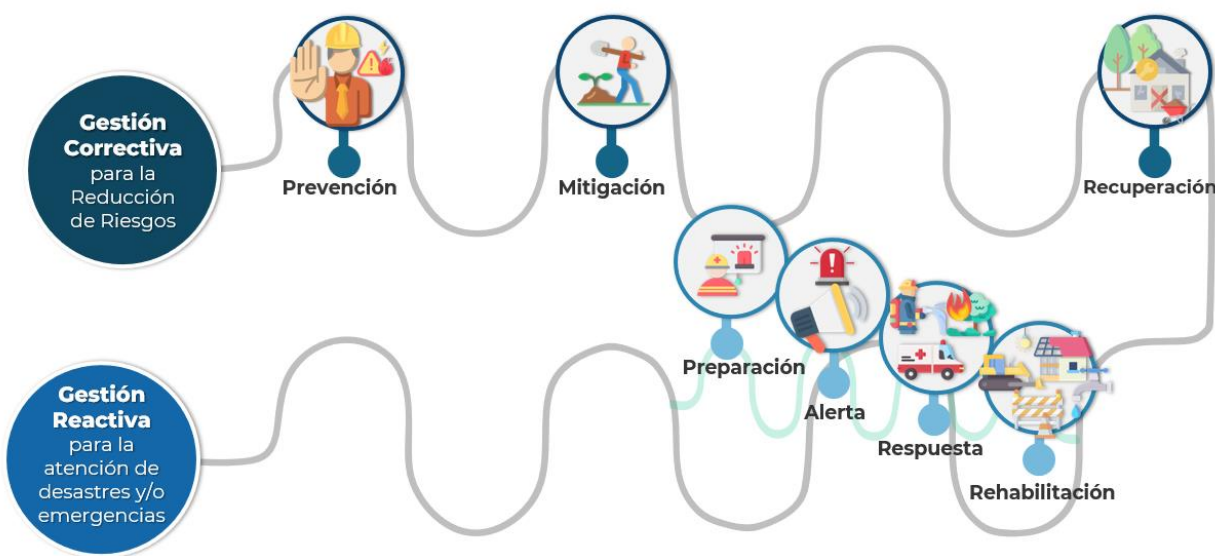 Gestión
Correctiva
para la
Reducción
de Riesgos
Prevención
Mitigación
Recuperación
Preparación
Alerta
Respuesta
Rehabilitación
Gestión
Reactiva
para la
atención de
desastres y/o
emergencias